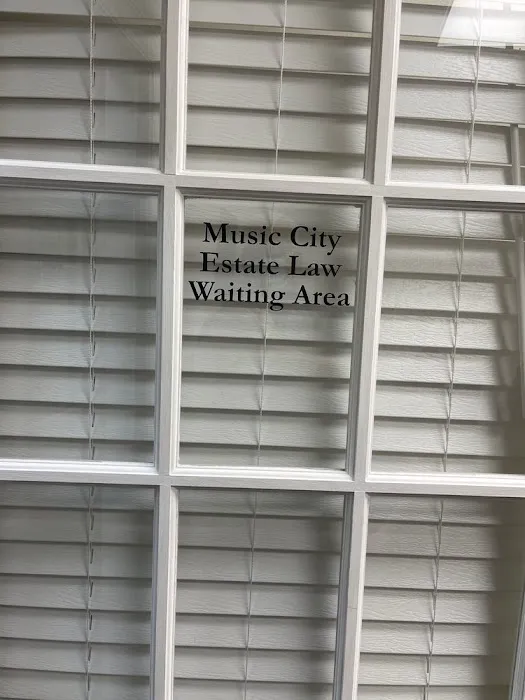 Music City
Estate Law
Waiting Area